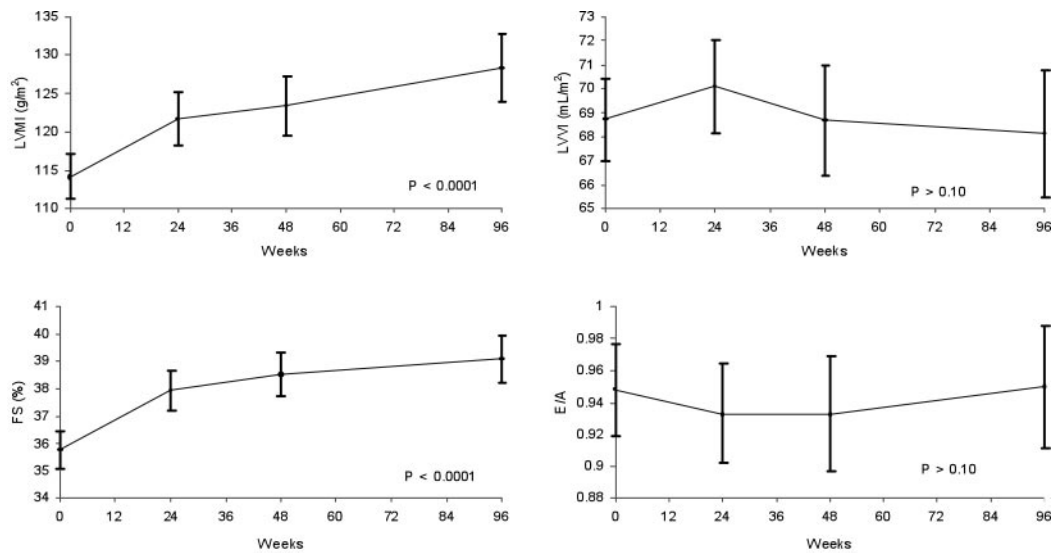 LVMI (g/m²)
135
130
125
120
115
110
P < 0.0001
0 12 24 36 48 60 72 84 96
Weeks
LVVI (mL/m²)
73
72
71
70
69
68
67
66
65
P > 0.10
0 12 24 36 48 60 72 84 96
Weeks
FS (%)
41
40
39
38
37
36
35
34
P < 0.0001
0 12 24 36 48 60 72 84 96
Weeks
E/A
1
0.98
0.96
0.94
0.92
0.9
0.88
P > 0.10
0 12 24 36 48 60 72 84 96
Weeks